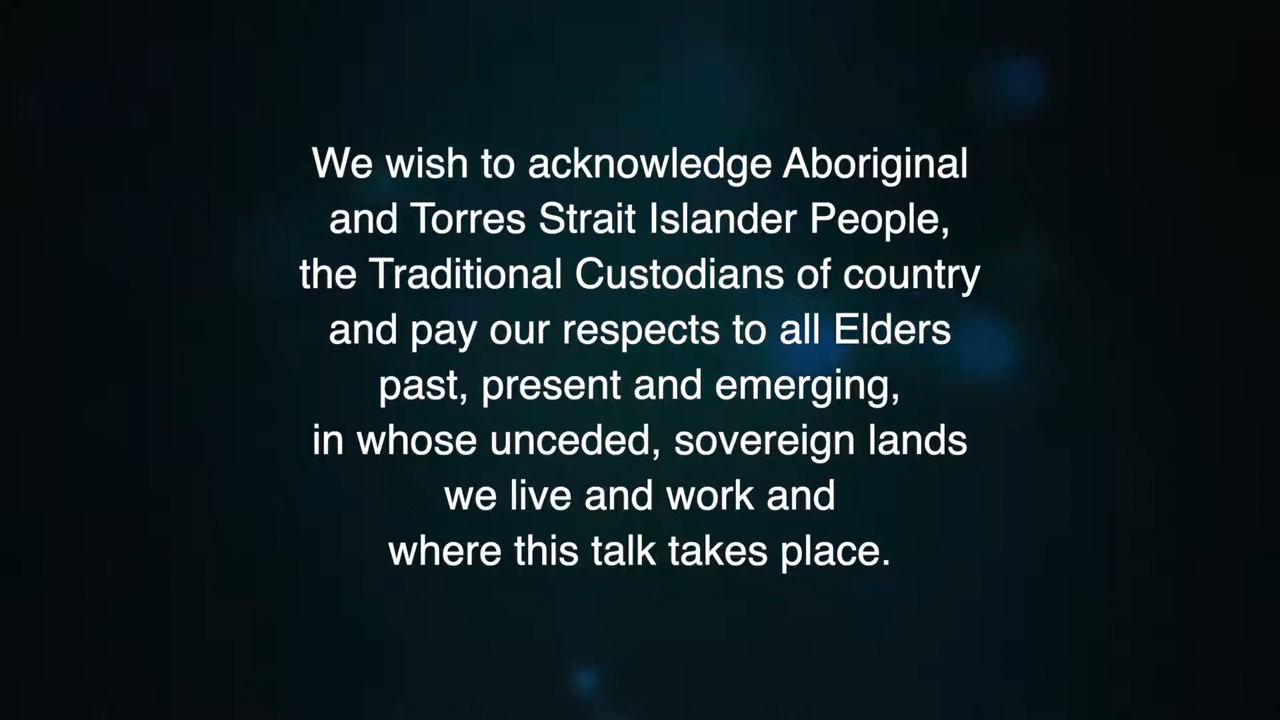 We wish to acknowledge Aboriginal
and Torres Strait Islander People,
the Traditional Custodians of country
and pay our respects to all Elders
past, present and emerging,
in whose unceded, sovereign lands
we live and work and
where this talk takes place.